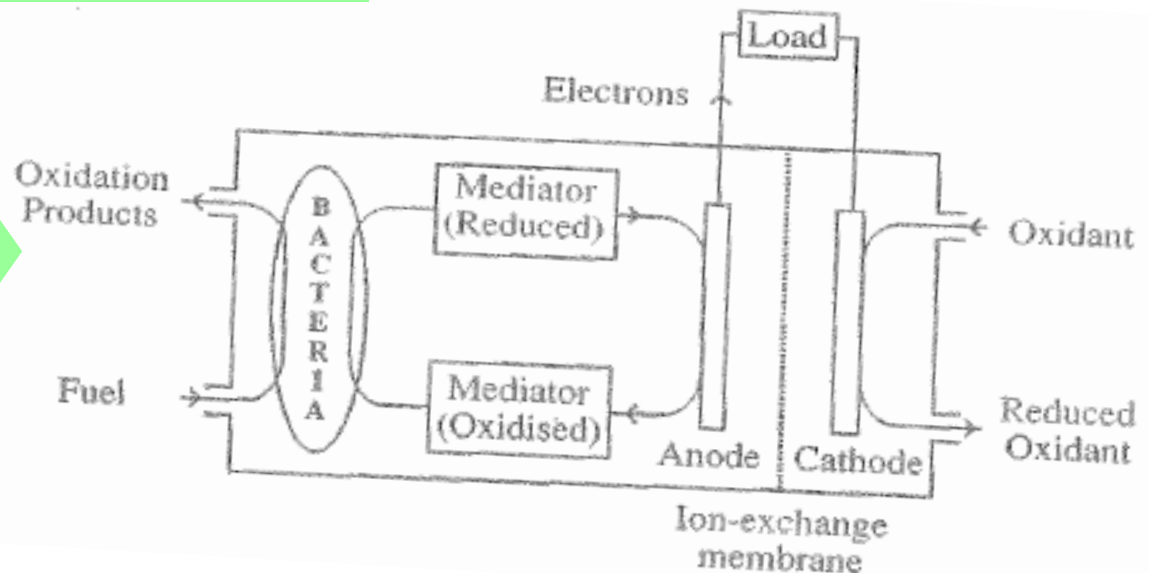 Load
Electrons
Oxidation
Products
Mediator
(Reduced)
B
A
C
T
E
R
I
A
Oxidant
Fuel
Mediator
(Oxidised)
Anode
Cathode
Reduced
Oxidant
Ion-exchange
membrane